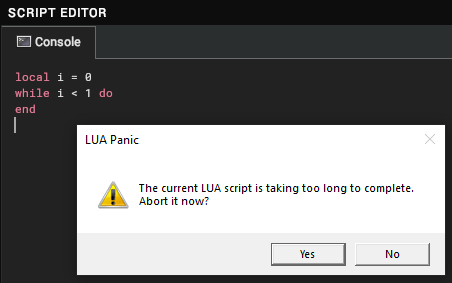 SCRIPT EDITOR
Console
local i = 0
while i < 1 do
end
LUA Panic
The current LUA script is taking too long to complete.
Abort it now?
Yes
No